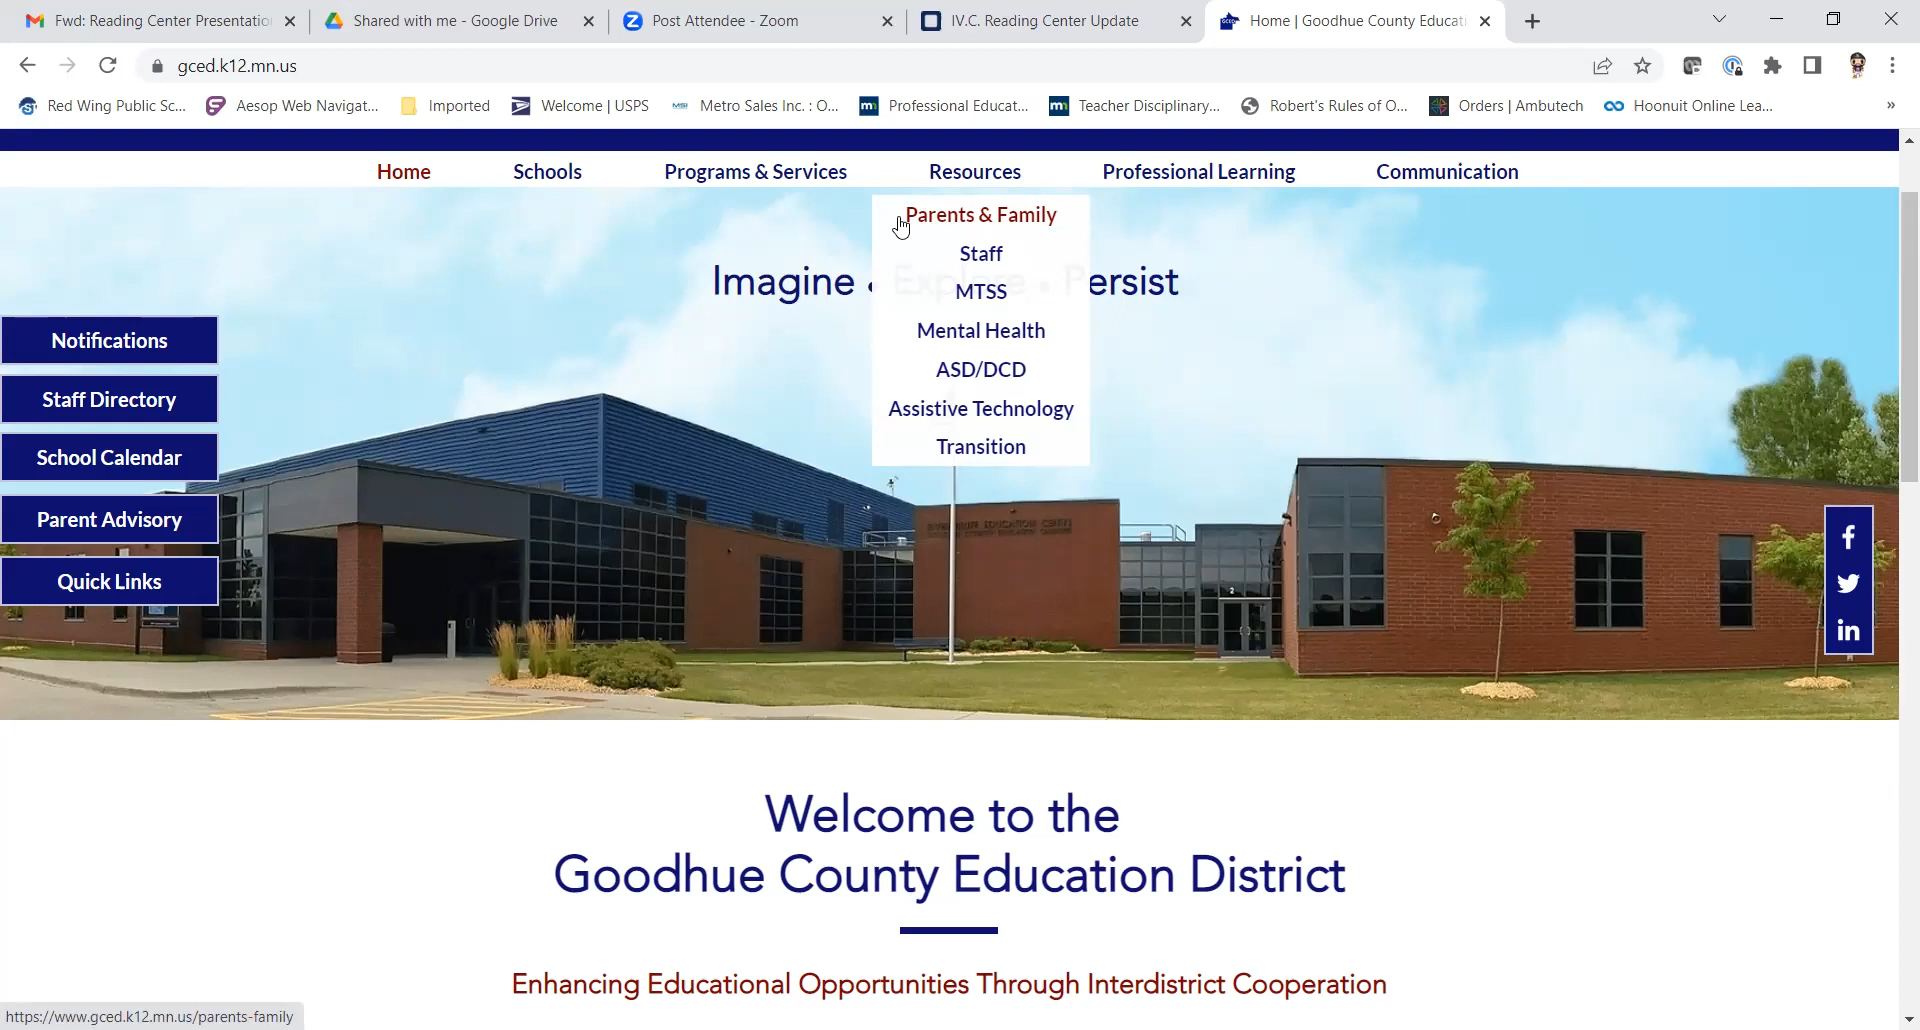 Fwd: Reading Center Presentatio
Shared with me - Google Drive
Post Attendee - Zoom
IV.C. Reading Center Update
Home | Goodhue County Educat
gced.k12.mn.us
Red Wing Public Sc...
Aesop Web Navigat...
Imported
Welcome | USPS
Metro Sales Inc. : O...
Professional Educat...
Teacher Disciplinary...
Robert's Rules of O...
Orders | Ambutech
Hoonuit Online Lea...
»
Home
Schools
Programs & Services
Resources
Professional Learning
Communication
Parents & Family
Staff
MTSS
Mental Health
ASD/DCD
Assistive Technology
Transition
Imagine • Explore • Persist
Notifications
Staff Directory
School Calendar
Parent Advisory
Quick Links
2
Welcome to the
Goodhue County Education District
Enhancing Educational Opportunities Through Interdistrict Cooperation
https://www.gced.k12.mn.us/parents-family